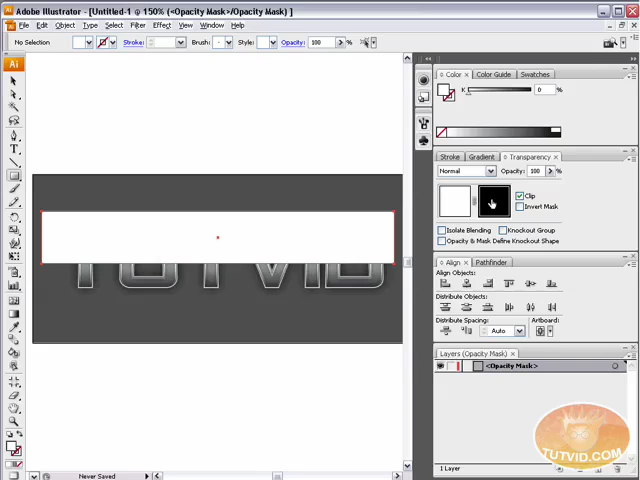 Adobe Illustrator - [Untitled-1 @ 150% (<Opacity Mask>/Opacity Mask) ]
File Edit Object Type Select Filter Effect View Window Help
No Selection Stroke: Brush: Style: Opacity: 100 %
Ai
Color Color Guide Swatches
K 0 %
Stroke Gradient Transparency
Normal Opacity: 100 %
Clip
Invert Mask
Isolate Blending Knockout Group
Opacity & Mask Define Knockout Shape
TUTVID
Align Pathfinder
Align Objects:
Distribute Objects:
Distribute Spacing: Artboard:
Auto
Layers (Opacity Mask)
<Opacity Mask>
TUTVID.COM
1 Layer
Never Saved